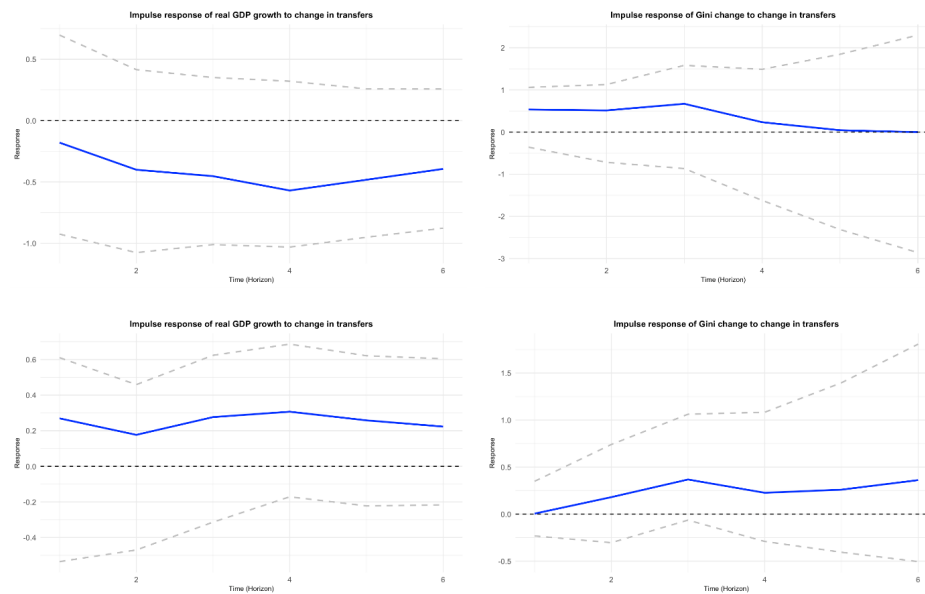 Impulse response of real GDP growth to change in transfers
Response
0.5
0.0
-0.5
-1.0
2
4
6
Time (Horizon)
Impulse response of Gini change to change in transfers
Response
2
1
0
-1
-2
-3
2
4
6
Time (Horizon)
Impulse response of real GDP growth to change in transfers
Response
0.6
0.4
0.2
0.0
-0.2
-0.4
2
4
6
Time (Horizon)
Impulse response of Gini change to change in transfers
Response
1.5
1.0
0.5
0.0
-0.5
2
4
6
Time (Horizon)